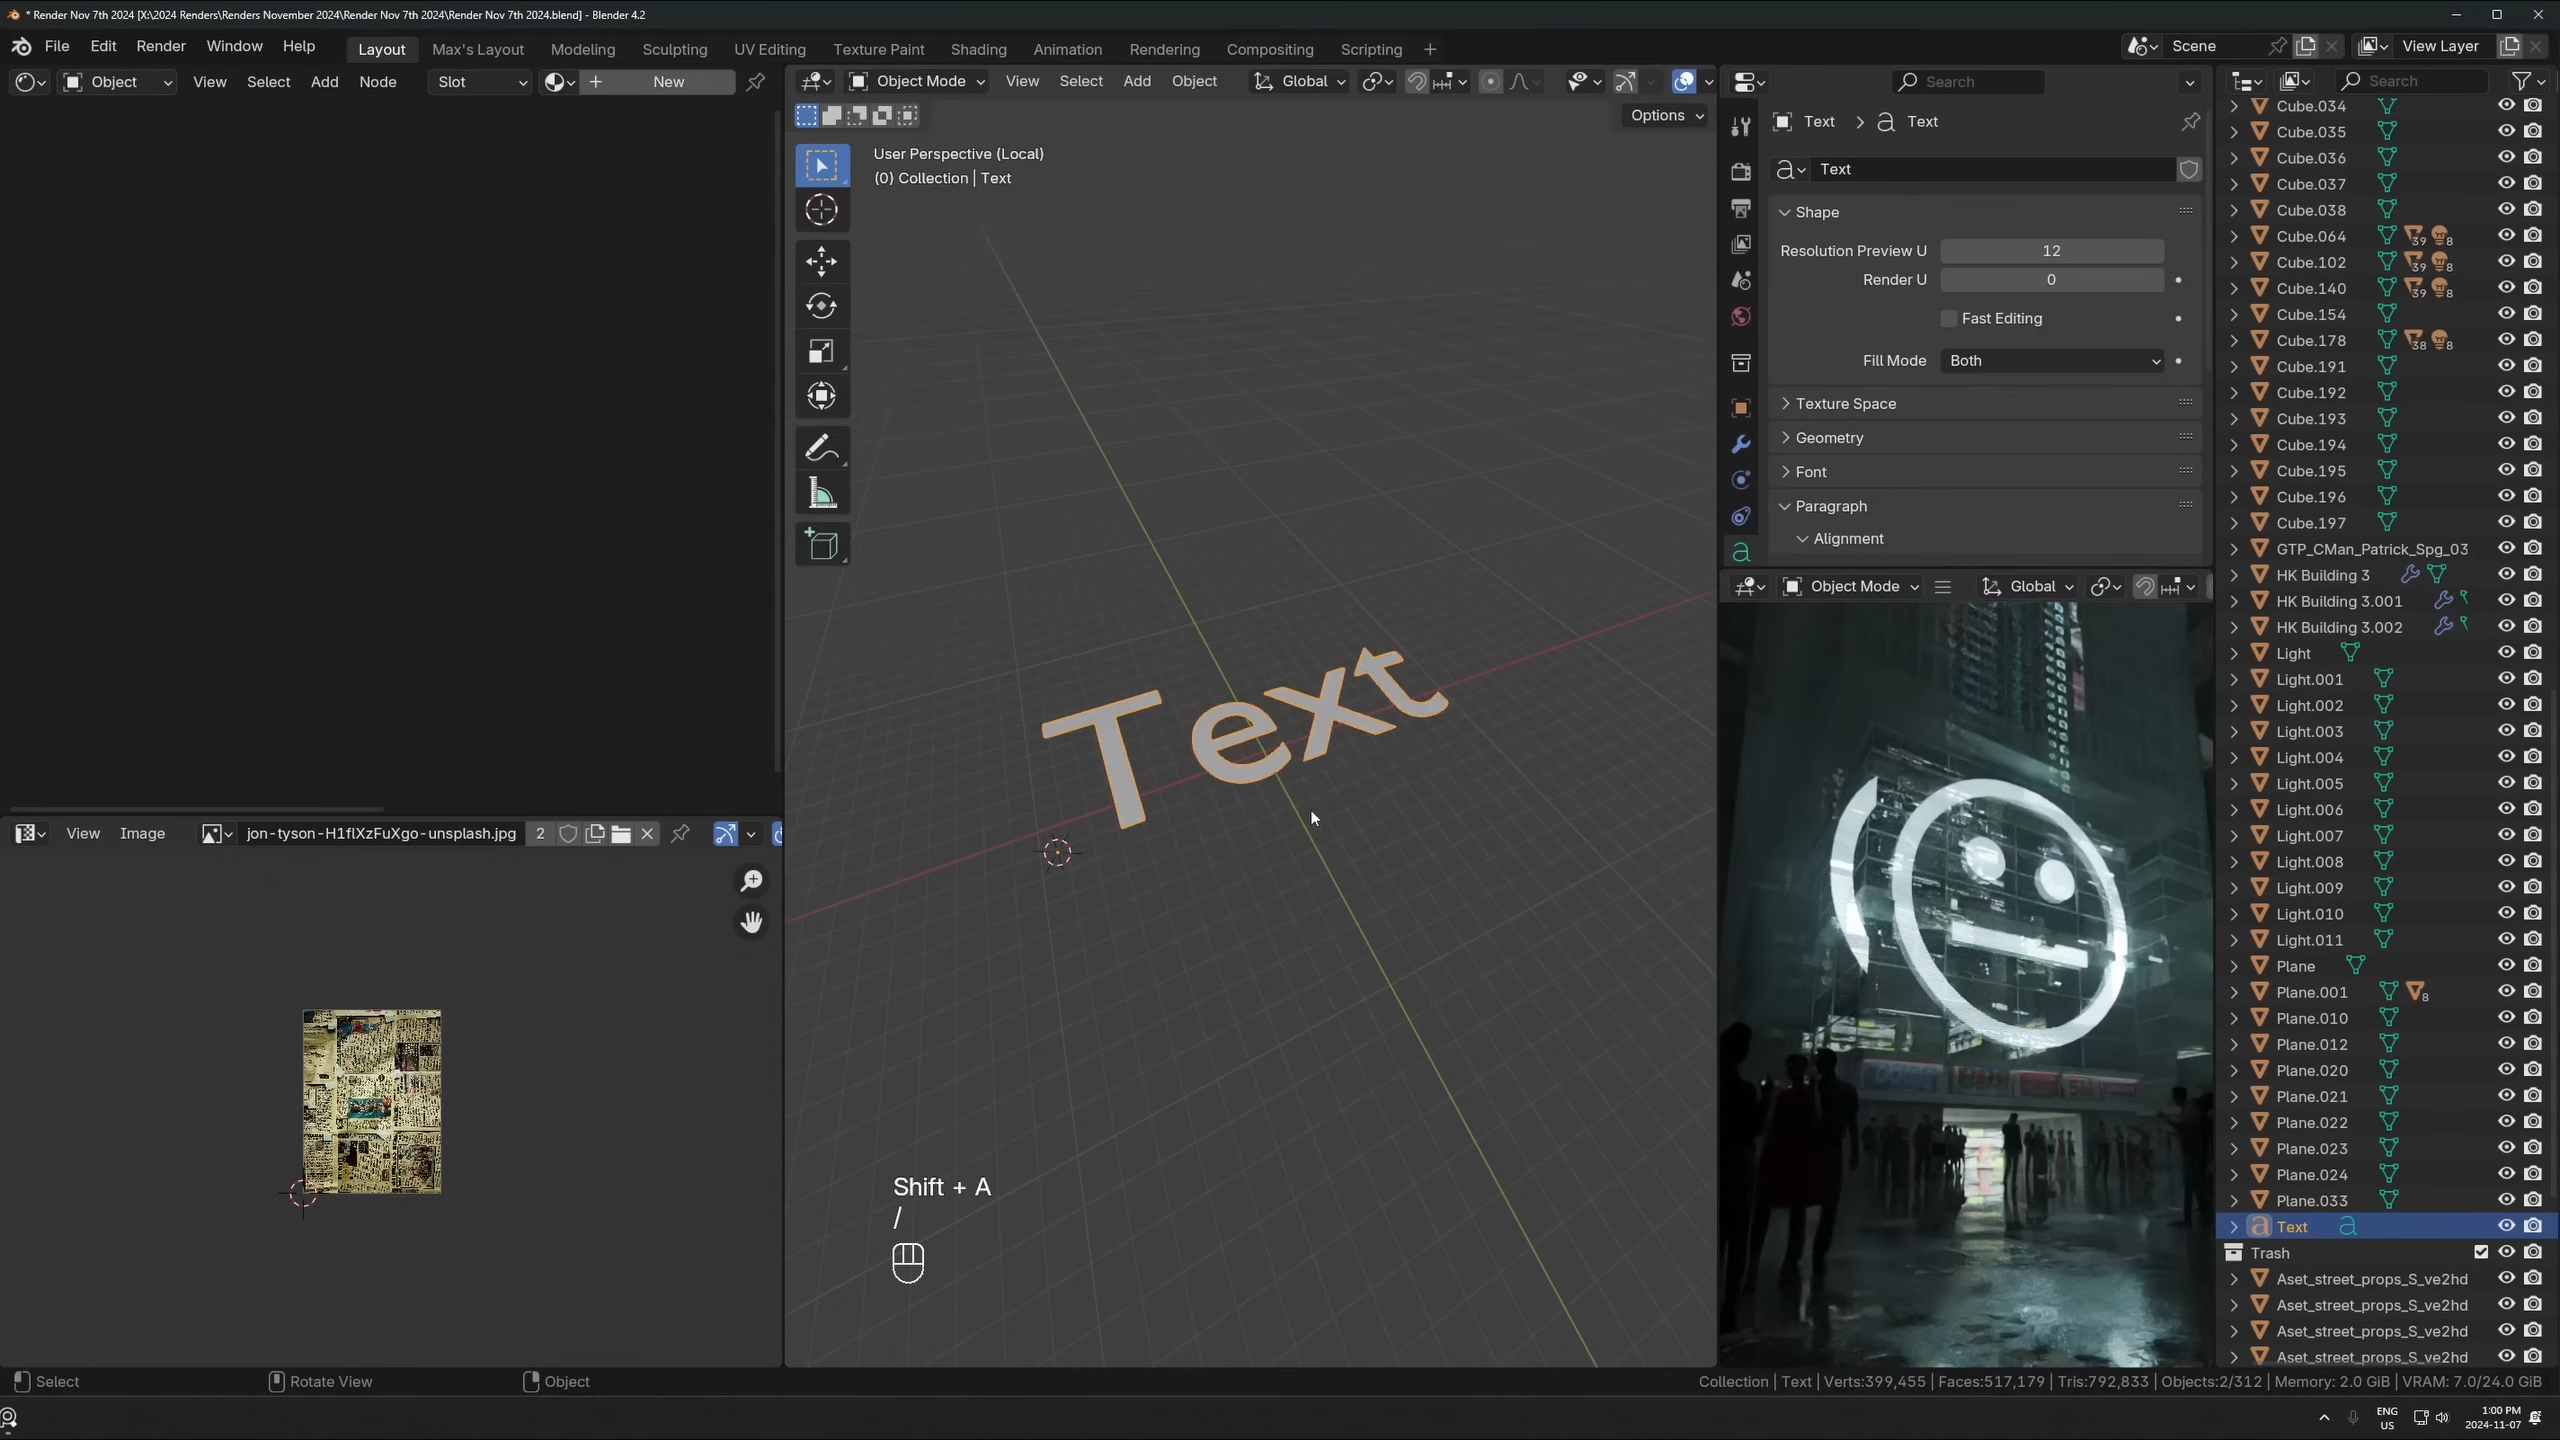 * Render Nov 7th 2024 [X:\2024 Renders\Renders November 2024\Render Nov 7th 2024\Render Nov 7th 2024.blend] - Blender 4.2
File Edit Render Window Help Layout Max's Layout Modeling Sculpting UV Editing Texture Paint Shading Animation Rendering Compositing Scripting + Scene View Layer
Object View Select Add Node Slot New
Object Mode View Select Add Object Global
Search
Search
Options
User Perspective (Local)
(0) Collection | Text
Text
Shift + A
/
Text > Text
Text
Shape
Resolution Preview U 12
Render U 0
Fast Editing
Fill Mode Both
Texture Space
Geometry
Font
Paragraph
Alignment
Object Mode Global
Cube.034
Cube.035
Cube.036
Cube.037
Cube.038
Cube.064 39 8
Cube.102 39 8
Cube.140 39 8
Cube.154
Cube.178 38 8
Cube.191
Cube.192
Cube.193
Cube.194
Cube.195
Cube.196
Cube.197
GTP_CMan_Patrick_Spg_03
HK Building 3
HK Building 3.001
HK Building 3.002
Light
Light.001
Light.002
Light.003
Light.004
Light.005
Light.006
Light.007
Light.008
Light.009
Light.010
Light.011
Plane
Plane.001 8
Plane.010
Plane.012
Plane.020
Plane.021
Plane.022
Plane.023
Plane.024
Plane.033
Text
Trash
Aset_street_props_S_ve2hd
Aset_street_props_S_ve2hd
Aset_street_props_S_ve2hd
Aset_street_props_S_ve2hd
View Image jon-tyson-H1flXzFuXgo-unsplash.jpg 2
Select Rotate View Object
Collection | Text | Verts:399,455 | Faces:517,179 | Tris:792,833 | Objects:2/312 | Memory: 2.0 GiB | VRAM: 7.0/24.0 GiB
ENG
US
1:00 PM
2024-11-07